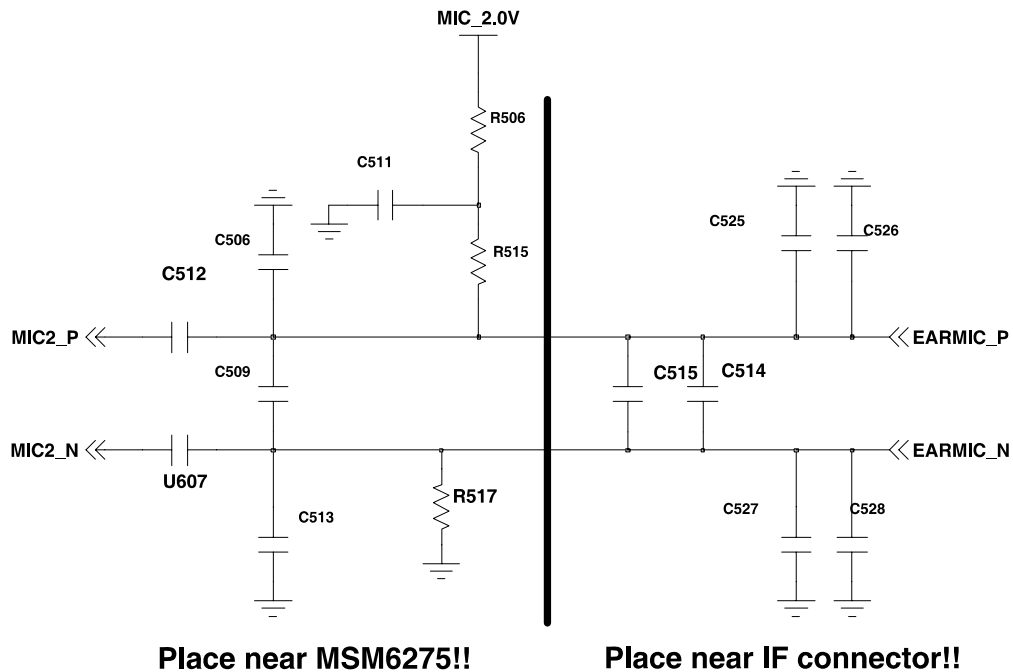 MIC_2.0V
R506
C511
C525
C526
C506
R515
C512
MIC2_P
EARMIC_P
C509
C515
C514
MIC2_N
EARMIC_N
U607
R517
C513
C527
C528
Place near MSM6275!!
Place near IF connector!!